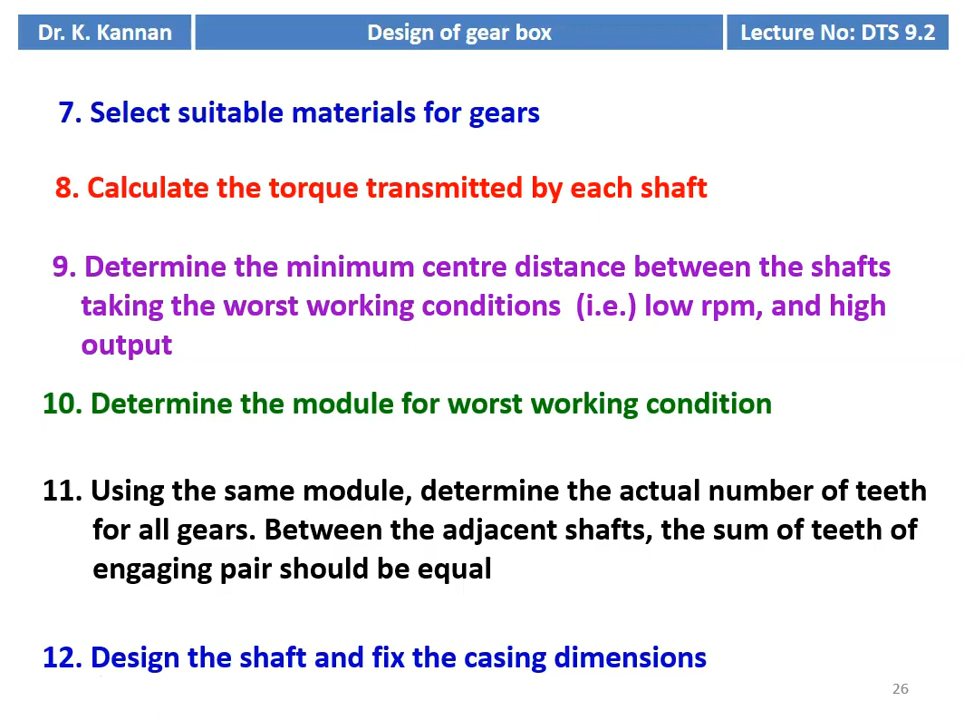 Dr. K. Kannan
Design of gear box
Lecture No: DTS 9.2
7. Select suitable materials for gears
8. Calculate the torque transmitted by each shaft
9. Determine the minimum centre distance between the shafts
taking the worst working conditions (i.e.) low rpm, and high
output
10. Determine the module for worst working condition
11. Using the same module, determine the actual number of teeth
for all gears. Between the adjacent shafts, the sum of teeth of
engaging pair should be equal
12. Design the shaft and fix the casing dimensions
26